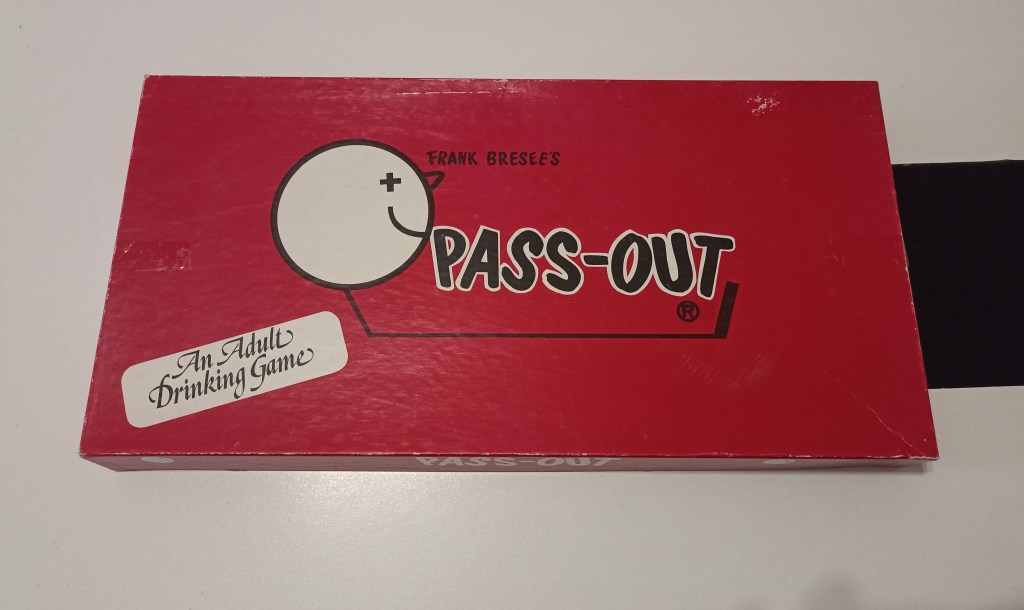 FRANK BRESEE'S
PASS-OUT
®
An Adult
Drinking Game
PASS-OUT